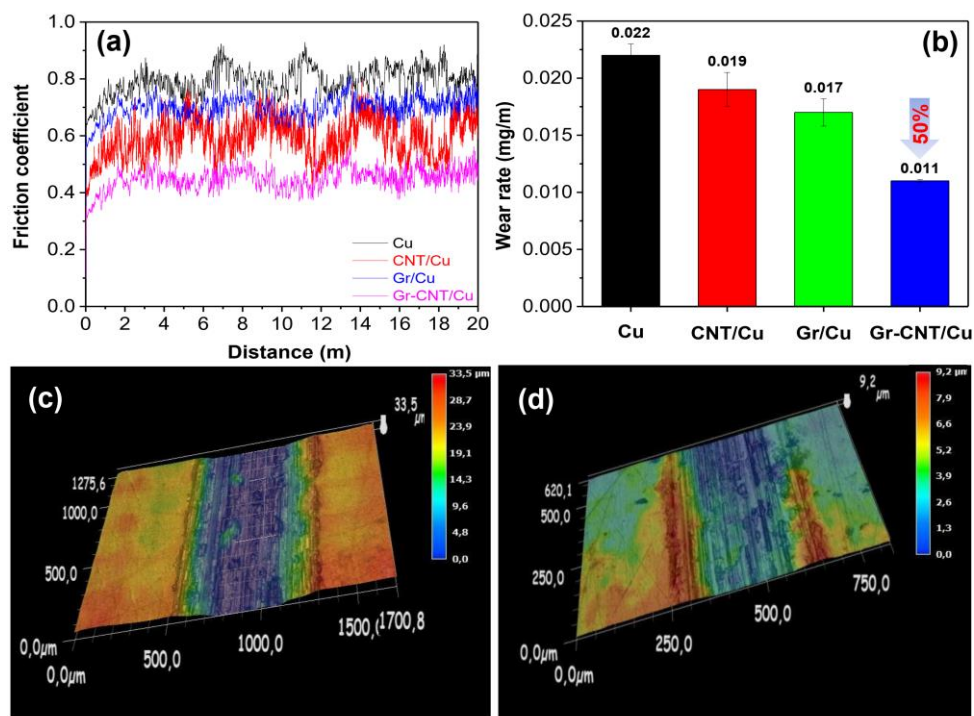 (a)
Friction coefficient
1.0
0.8
0.6
0.4
0.2
0.0
Cu
CNT/Cu
Gr/Cu
Gr-CNT/Cu
0 2 4 6 8 10 12 14 16 18 20
Distance (m)
(b)
Wear rate (mg/m)
0.025
0.020
0.015
0.010
0.005
0.000
0.022
0.019
0.017
50%
0.011
Cu CNT/Cu Gr/Cu Gr-CNT/Cu
(c)
33,5 µm
28,7
23,9
19,1
14,3
9,6
4,8
0,0
33,5
µm
1275,6
1000,0
500,0
0,0µm
0,0µm
500,0
1000,0
1500,0
1700,8
(d)
9,2 µm
7,9
6,6
5,3
3,9
2,6
1,3
0,0
9,2
µm
620,1
500,0
250,0
0,0µm
0,0µm
250,0
500,0
750,0